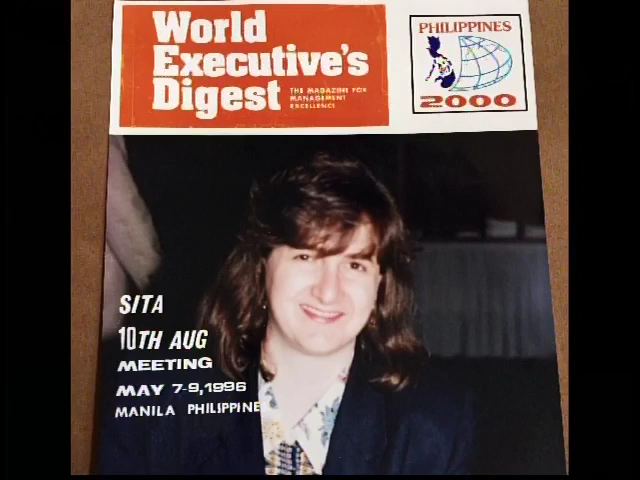 World
Executive's
Digest
THE MAGAZINE FOR
MANAGEMENT
EXCELLENCE
PHILIPPINES
2000
SITA
10TH AUG
MEETING
MAY 7-9,1996
MANILA PHILIPPINE